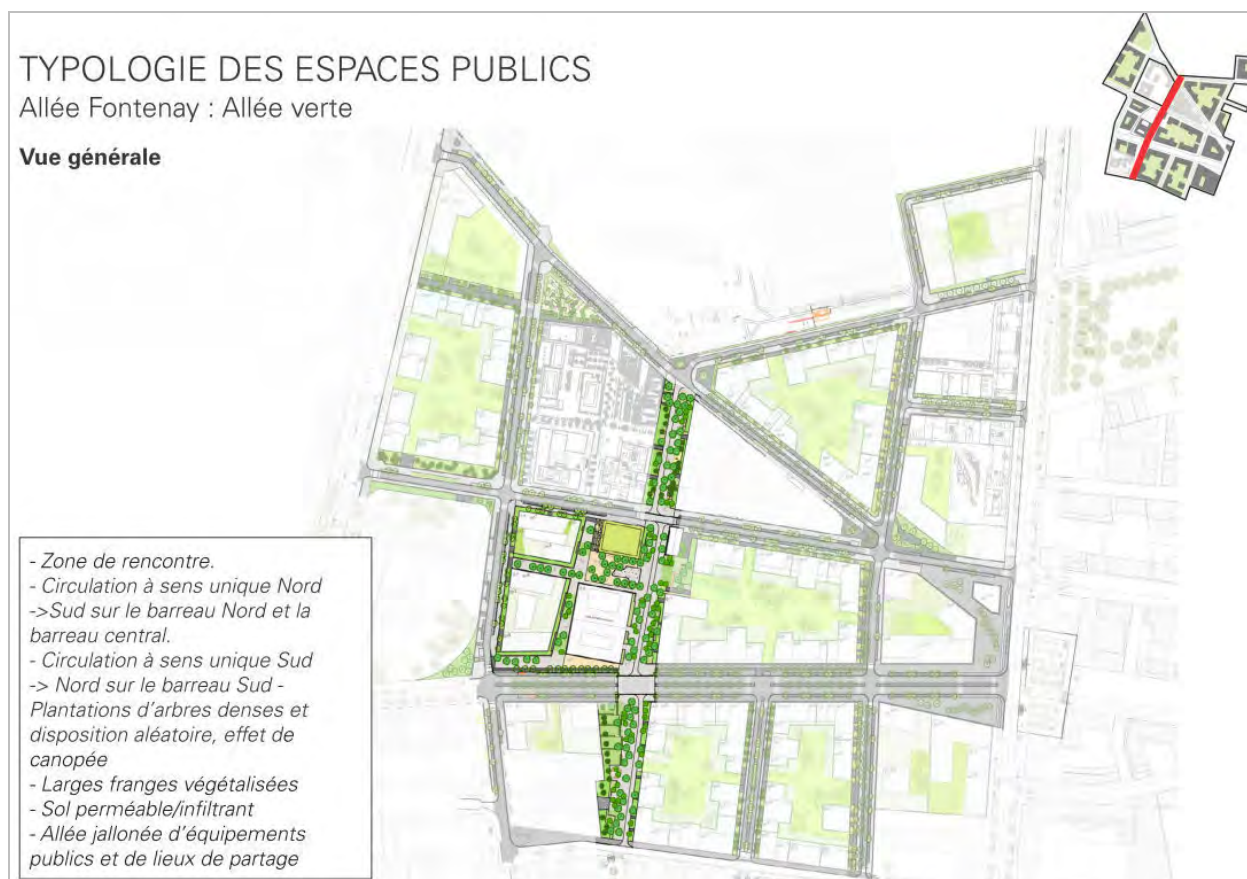 TYPOLOGIE DES ESPACES PUBLICS
Allée Fontenay : Allée verte
Vue générale
- Zone de rencontre.
- Circulation à sens unique Nord
->Sud sur le barreau Nord et la
barreau central.
- Circulation à sens unique Sud
-> Nord sur le barreau Sud -
Plantations d’arbres denses et
disposition aléatoire, effet de
canopée
- Larges franges végétalisées
- Sol perméable/infiltrant
- Allée jallonée d’équipements
publics et de lieux de partage